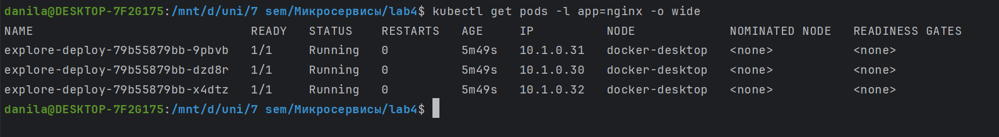 danila@DESKTOP-7F2G175:/mnt/d/uni/7 sem/Микросервисы/lab4$ kubectl get pods -l app=nginx -o wide
NAME READY STATUS RESTARTS AGE IP NODE NOMINATED NODE READINESS GATES
explore-deploy-79b55879bb-9pbvb 1/1 Running 0 5m49s 10.1.0.31 docker-desktop <none> <none>
explore-deploy-79b55879bb-dzd8r 1/1 Running 0 5m49s 10.1.0.30 docker-desktop <none> <none>
explore-deploy-79b55879bb-x4dtz 1/1 Running 0 5m49s 10.1.0.32 docker-desktop <none> <none>
danila@DESKTOP-7F2G175:/mnt/d/uni/7 sem/Микросервисы/lab4$